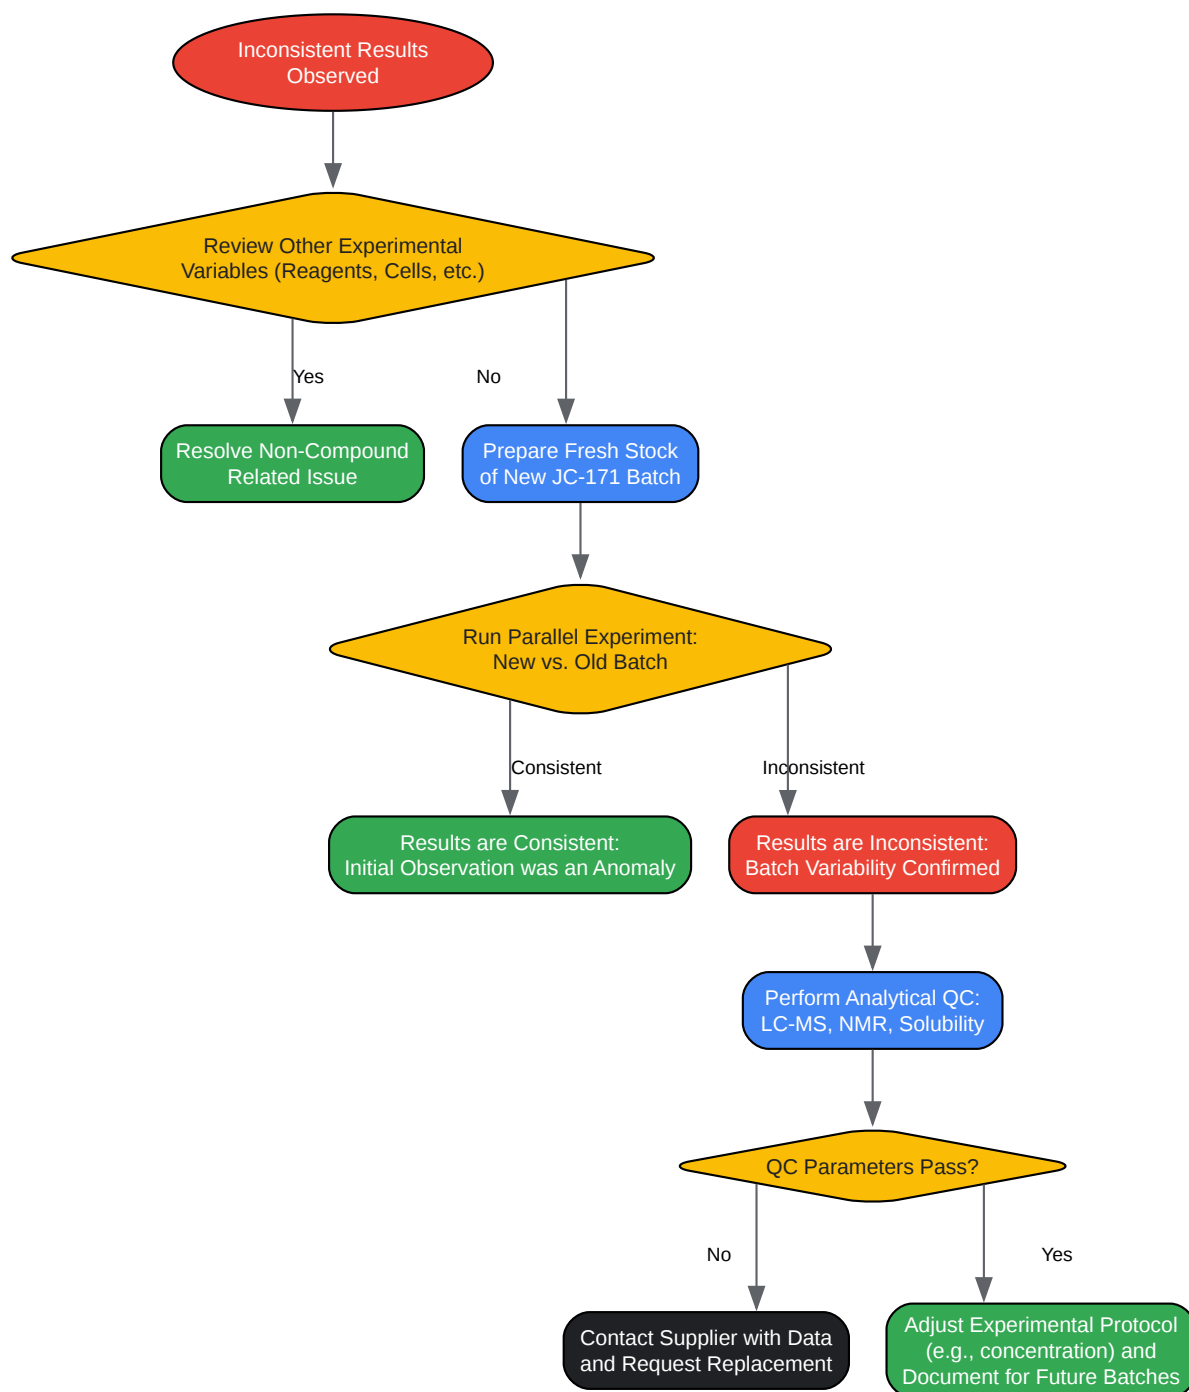 Inconsistent Results
Observed
Review Other Experimental
Variables (Reagents, Cells, etc.)
Yes
No
Resolve Non-Compound
Related Issue
Prepare Fresh Stock
of New JC-171 Batch
Run Parallel Experiment:
New vs. Old Batch
Consistent
Inconsistent
Results are Consistent:
Initial Observation was an Anomaly
Results are Inconsistent:
Batch Variability Confirmed
Perform Analytical QC:
LC-MS, NMR, Solubility
QC Parameters Pass?
No
Yes
Contact Supplier with Data
and Request Replacement
Adjust Experimental Protocol
(e.g., concentration) and
Document for Future Batches